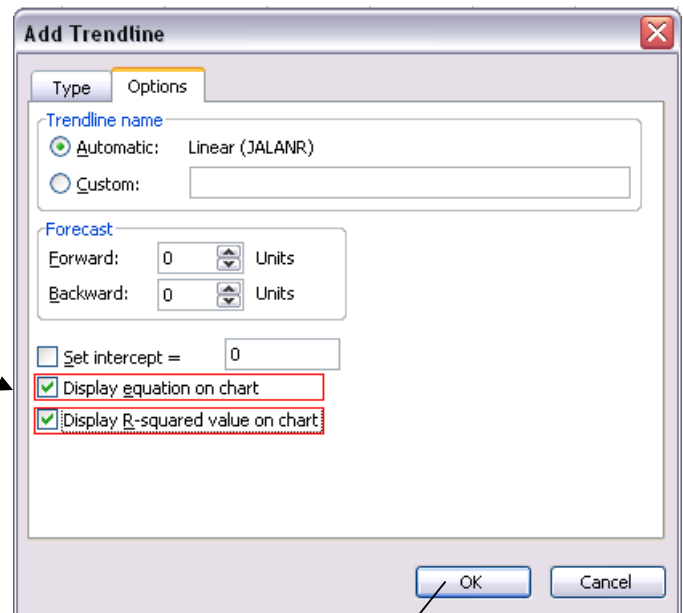 Add Trendline
Type Options
Trendline name
Automatic: Linear (JALANR)
Custom:
Forecast
Forward: 0 Units
Backward: 0 Units
Set intercept = 0
Display equation on chart
Display R-squared value on chart
OK Cancel